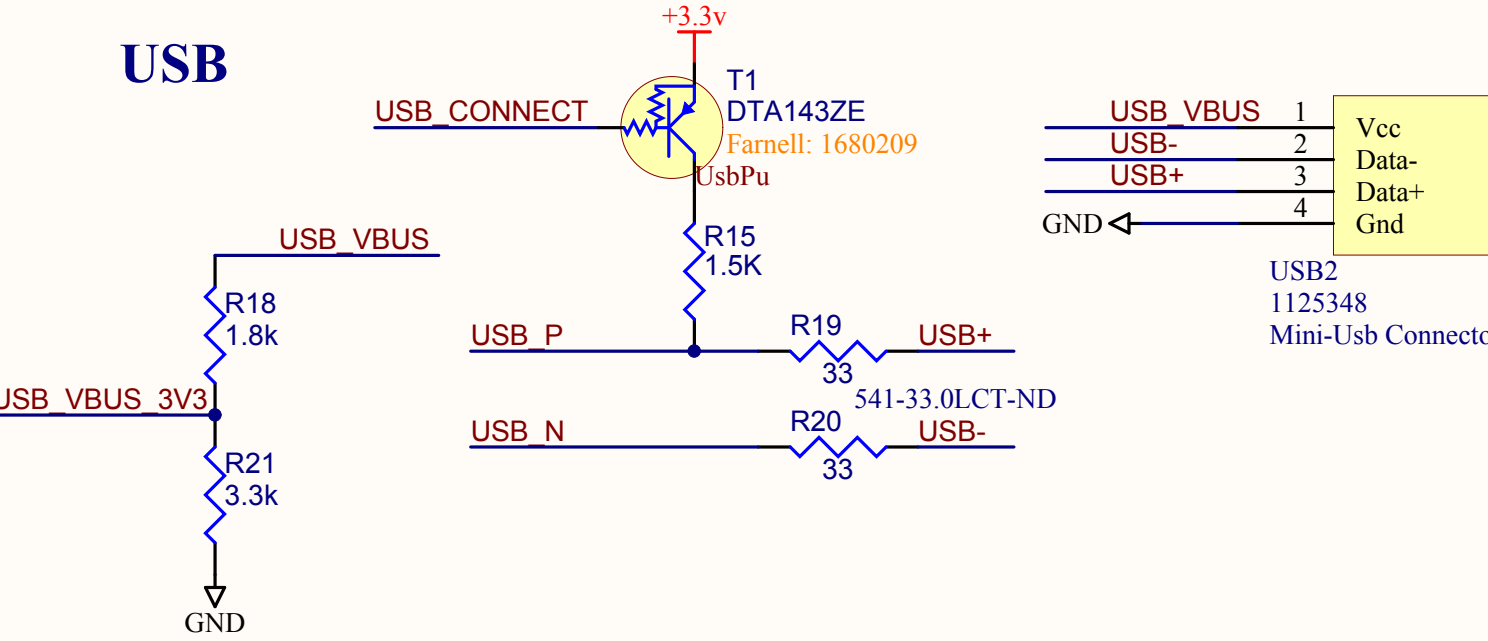 USB
+3.3v
T1
DTA143ZE
Farnell: 1680209
UsbPu
USB_CONNECT
USB_VBUS
R18
1.8k
USB_VBUS_3V3
R21
3.3k
GND
R15
1.5K
USB_P
R19
33
USB+
541-33.0LCT-ND
USB_N
R20
33
USB-
USB_VBUS 1 Vcc
USB- 2 Data-
USB+ 3 Data+
GND 4 Gnd
USB2
1125348
Mini-Usb Connecto